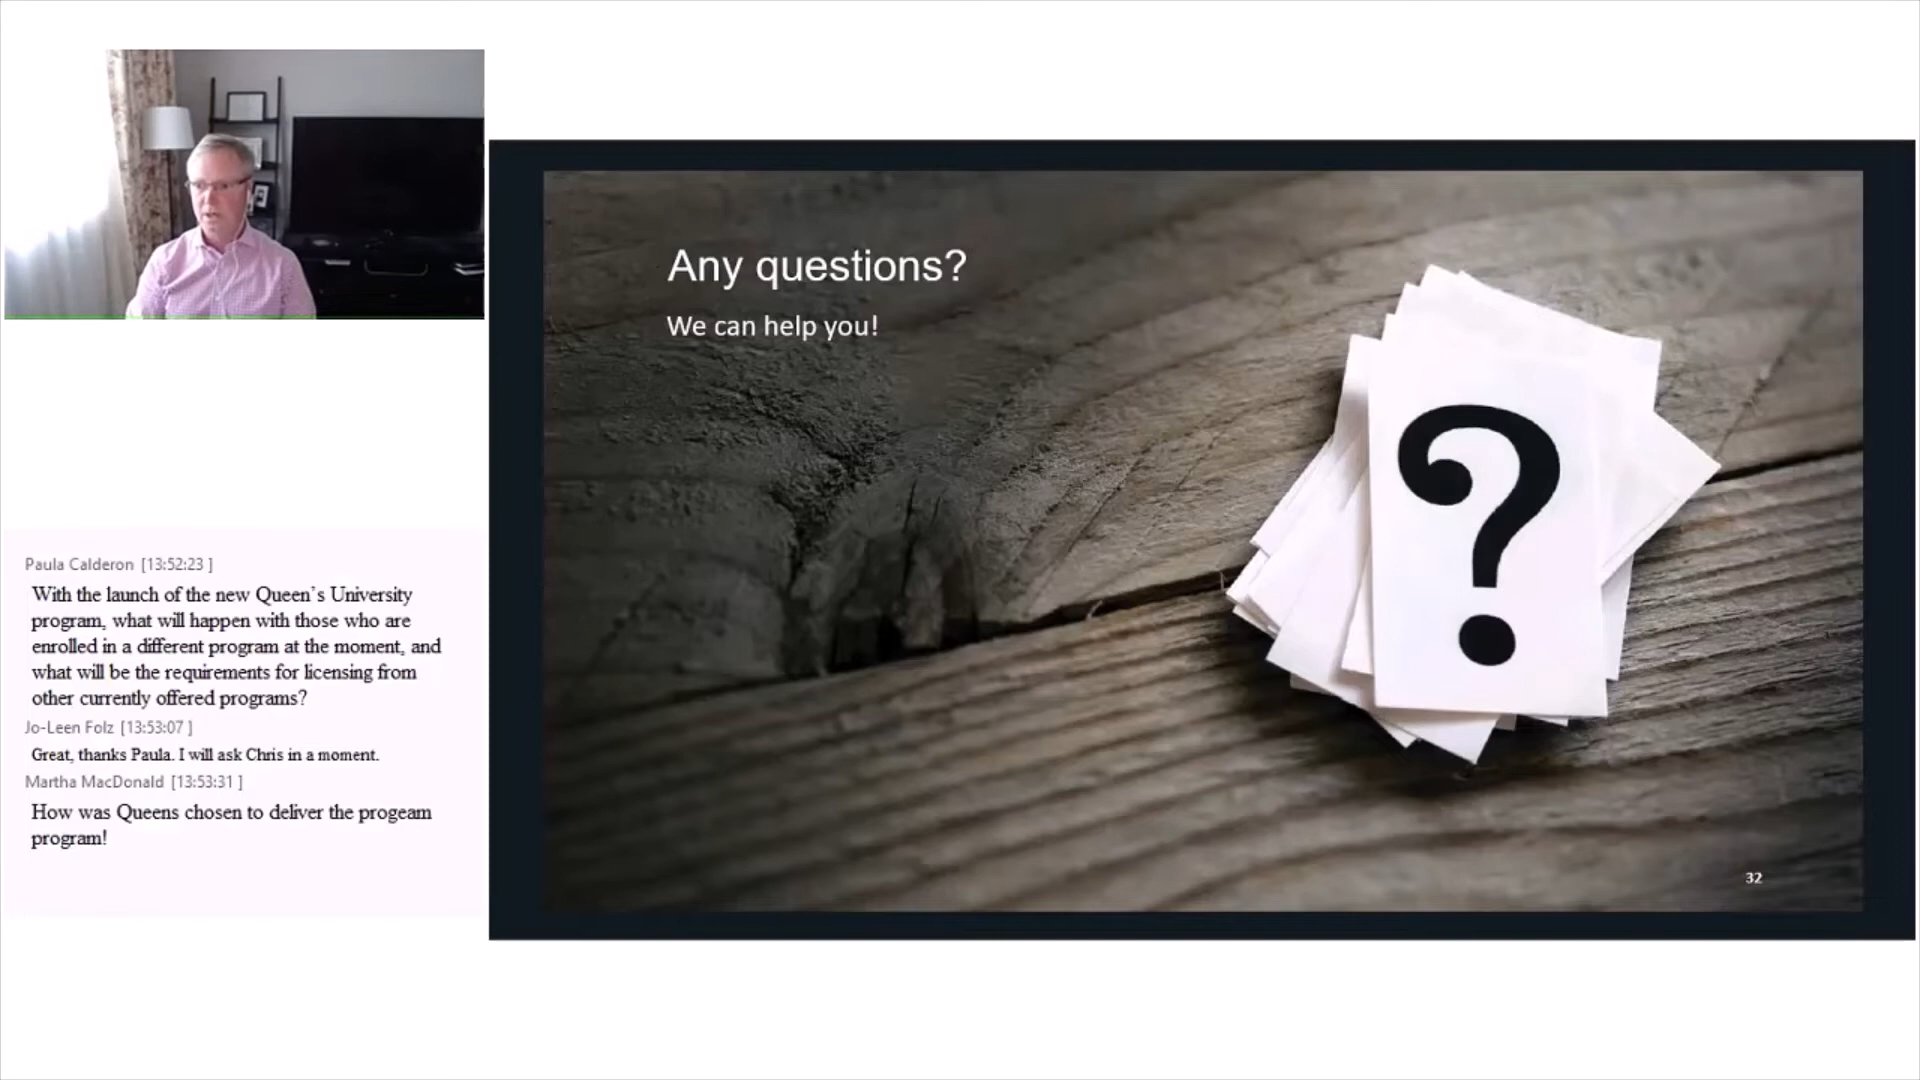 Any questions?
We can help you!
?
32
Paula Calderon [13:52:23 ]
With the launch of the new Queen’s University
program, what will happen with those who are
enrolled in a different program at the moment, and
what will be the requirements for licensing from
other currently offered programs?
Jo-Leen Folz [13:53:07 ]
Great, thanks Paula. I will ask Chris in a moment.
Martha MacDonald [13:53:31 ]
How was Queens chosen to deliver the progeam
program!